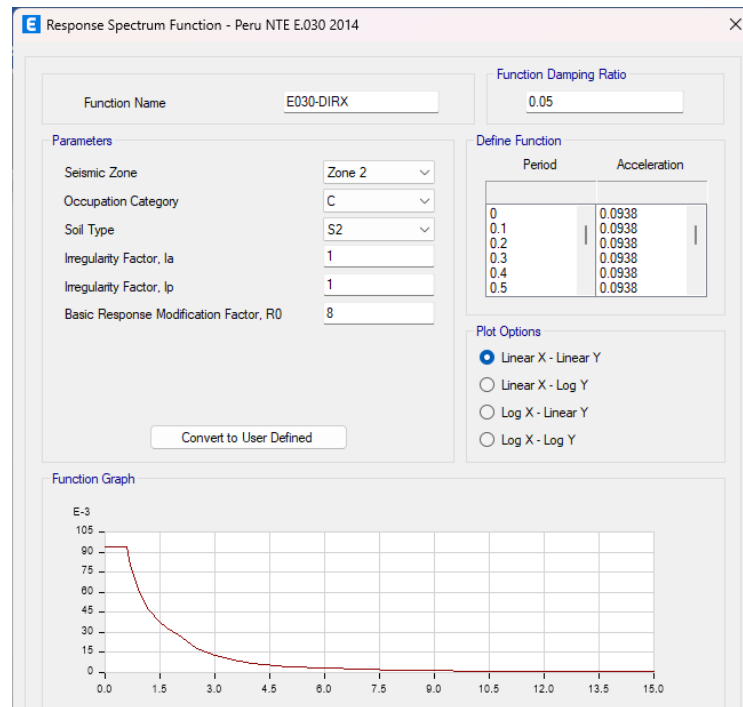 E Response Spectrum Function - Peru NTE E.030 2014
Function Damping Ratio
Function Name E030-DIRX 0.05
Parameters
Seismic Zone Zone 2
Occupation Category C
Soil Type S2
Irregularity Factor, Ia 1
Irregularity Factor, Ip 1
Basic Response Modification Factor, R0 8
Convert to User Defined
Define Function
Period Acceleration
0 0.0938
0.1 0.0938
0.2 0.0938
0.3 0.0938
0.4 0.0938
0.5 0.0938
Plot Options
Linear X - Linear Y
Linear X - Log Y
Log X - Linear Y
Log X - Log Y
Function Graph
E-3
105
90
75
60
45
30
15
0
0.0 1.5 3.0 4.5 6.0 7.5 9.0 10.5 12.0 13.5 15.0